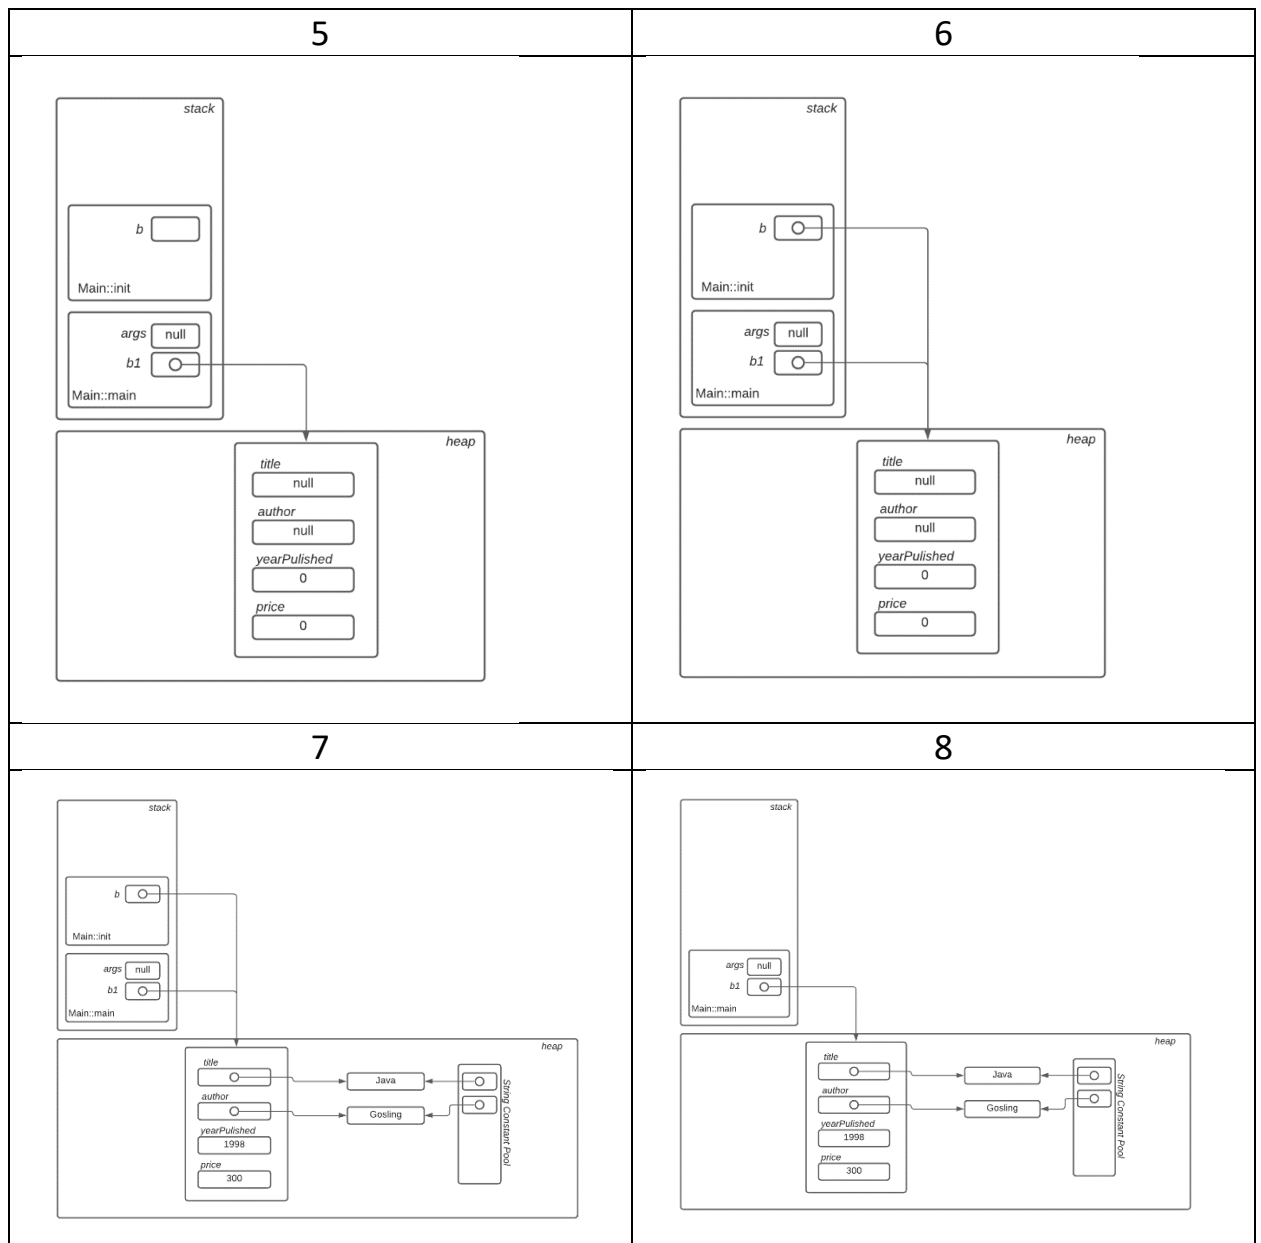 5
stack
b
Main::init
args null
b1
Main::main
heap
title
null
author
null
yearPulished
0
price
0
6
stack
b
Main::init
args null
b1
Main::main
heap
title
null
author
null
yearPulished
0
price
0
7
stack
b
Main::init
args null
b1
Main::main
heap
title
Java
author
Gosling
yearPulished
1998
price
300
String Constant Pool
8
stack
args null
b1
Main::main
heap
title
Java
author
Gosling
yearPulished
1998
price
300
String Constant Pool